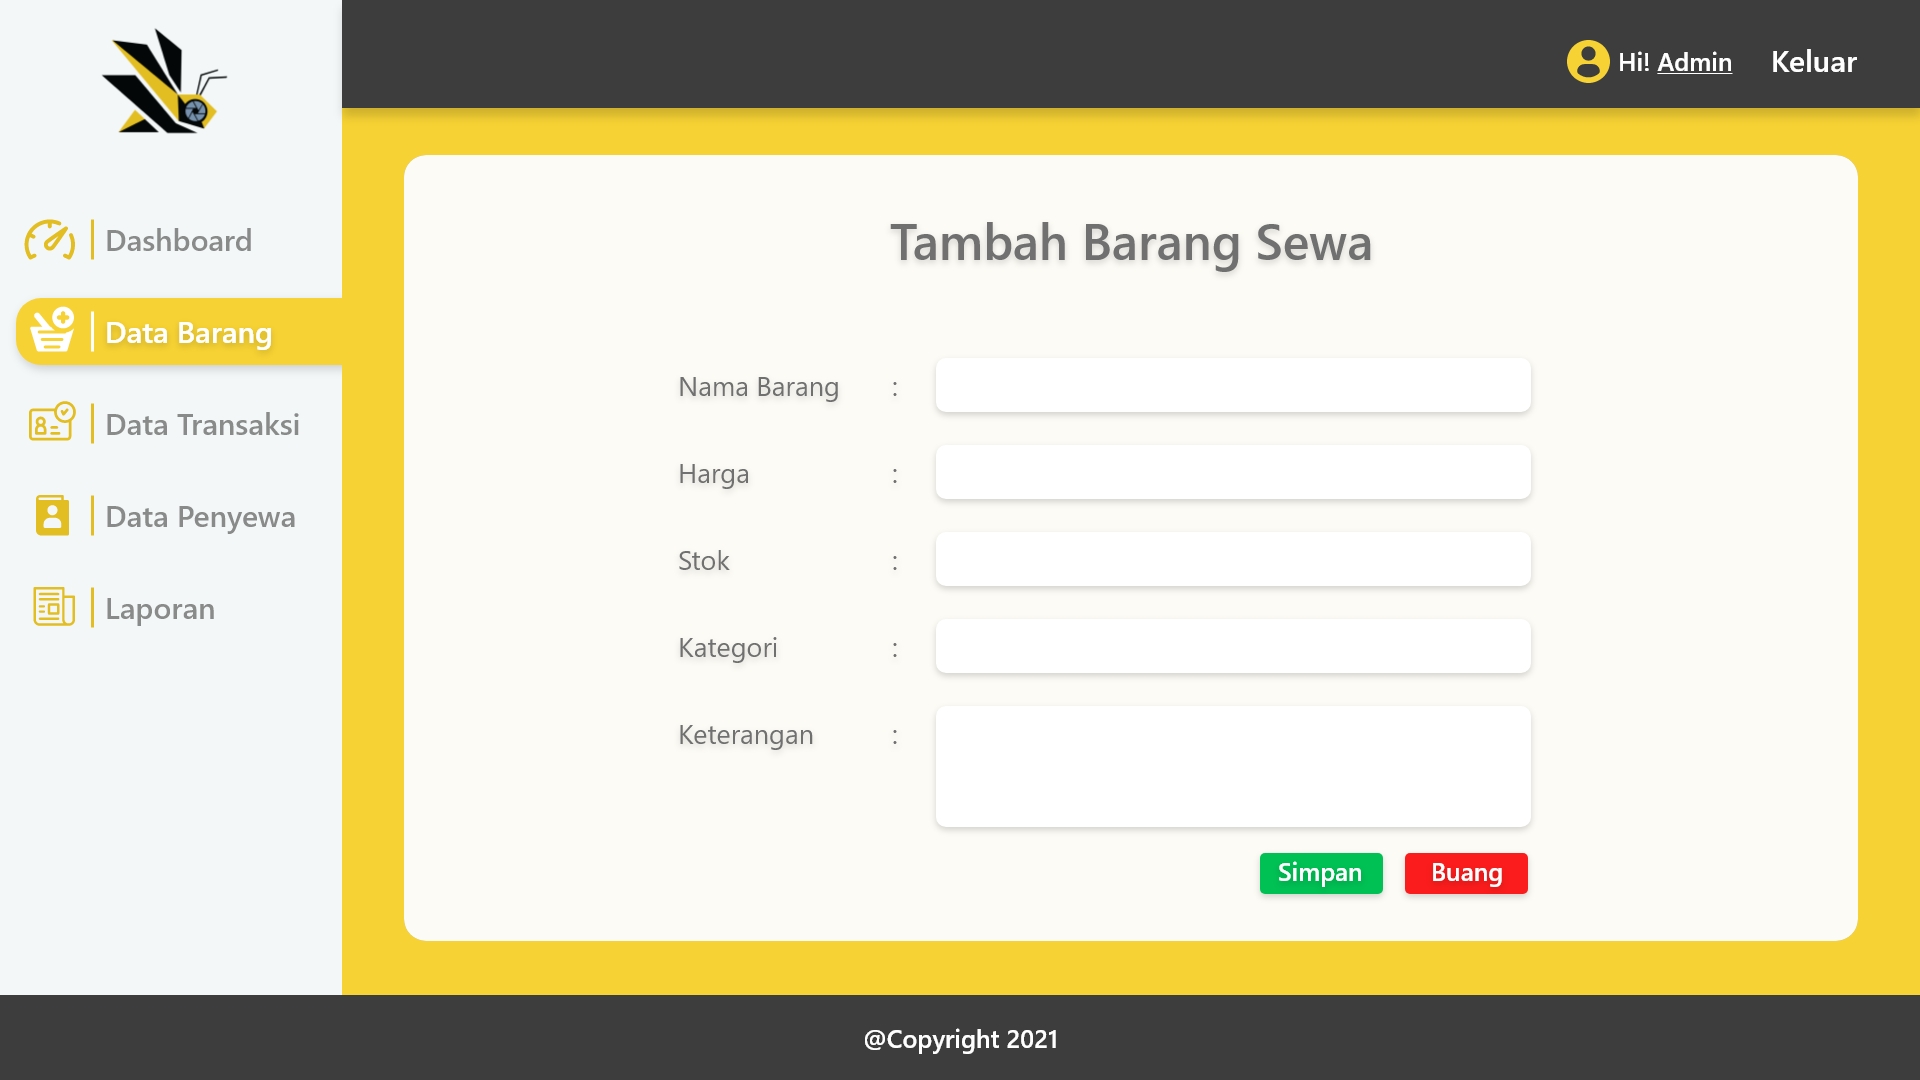 Hi! Admin
Keluar
Dashboard
Data Barang
Data Transaksi
Data Penyewa
Laporan
Tambah Barang Sewa
Nama Barang :
Harga :
Stok :
Kategori :
Keterangan :
Simpan
Buang
@Copyright 2021